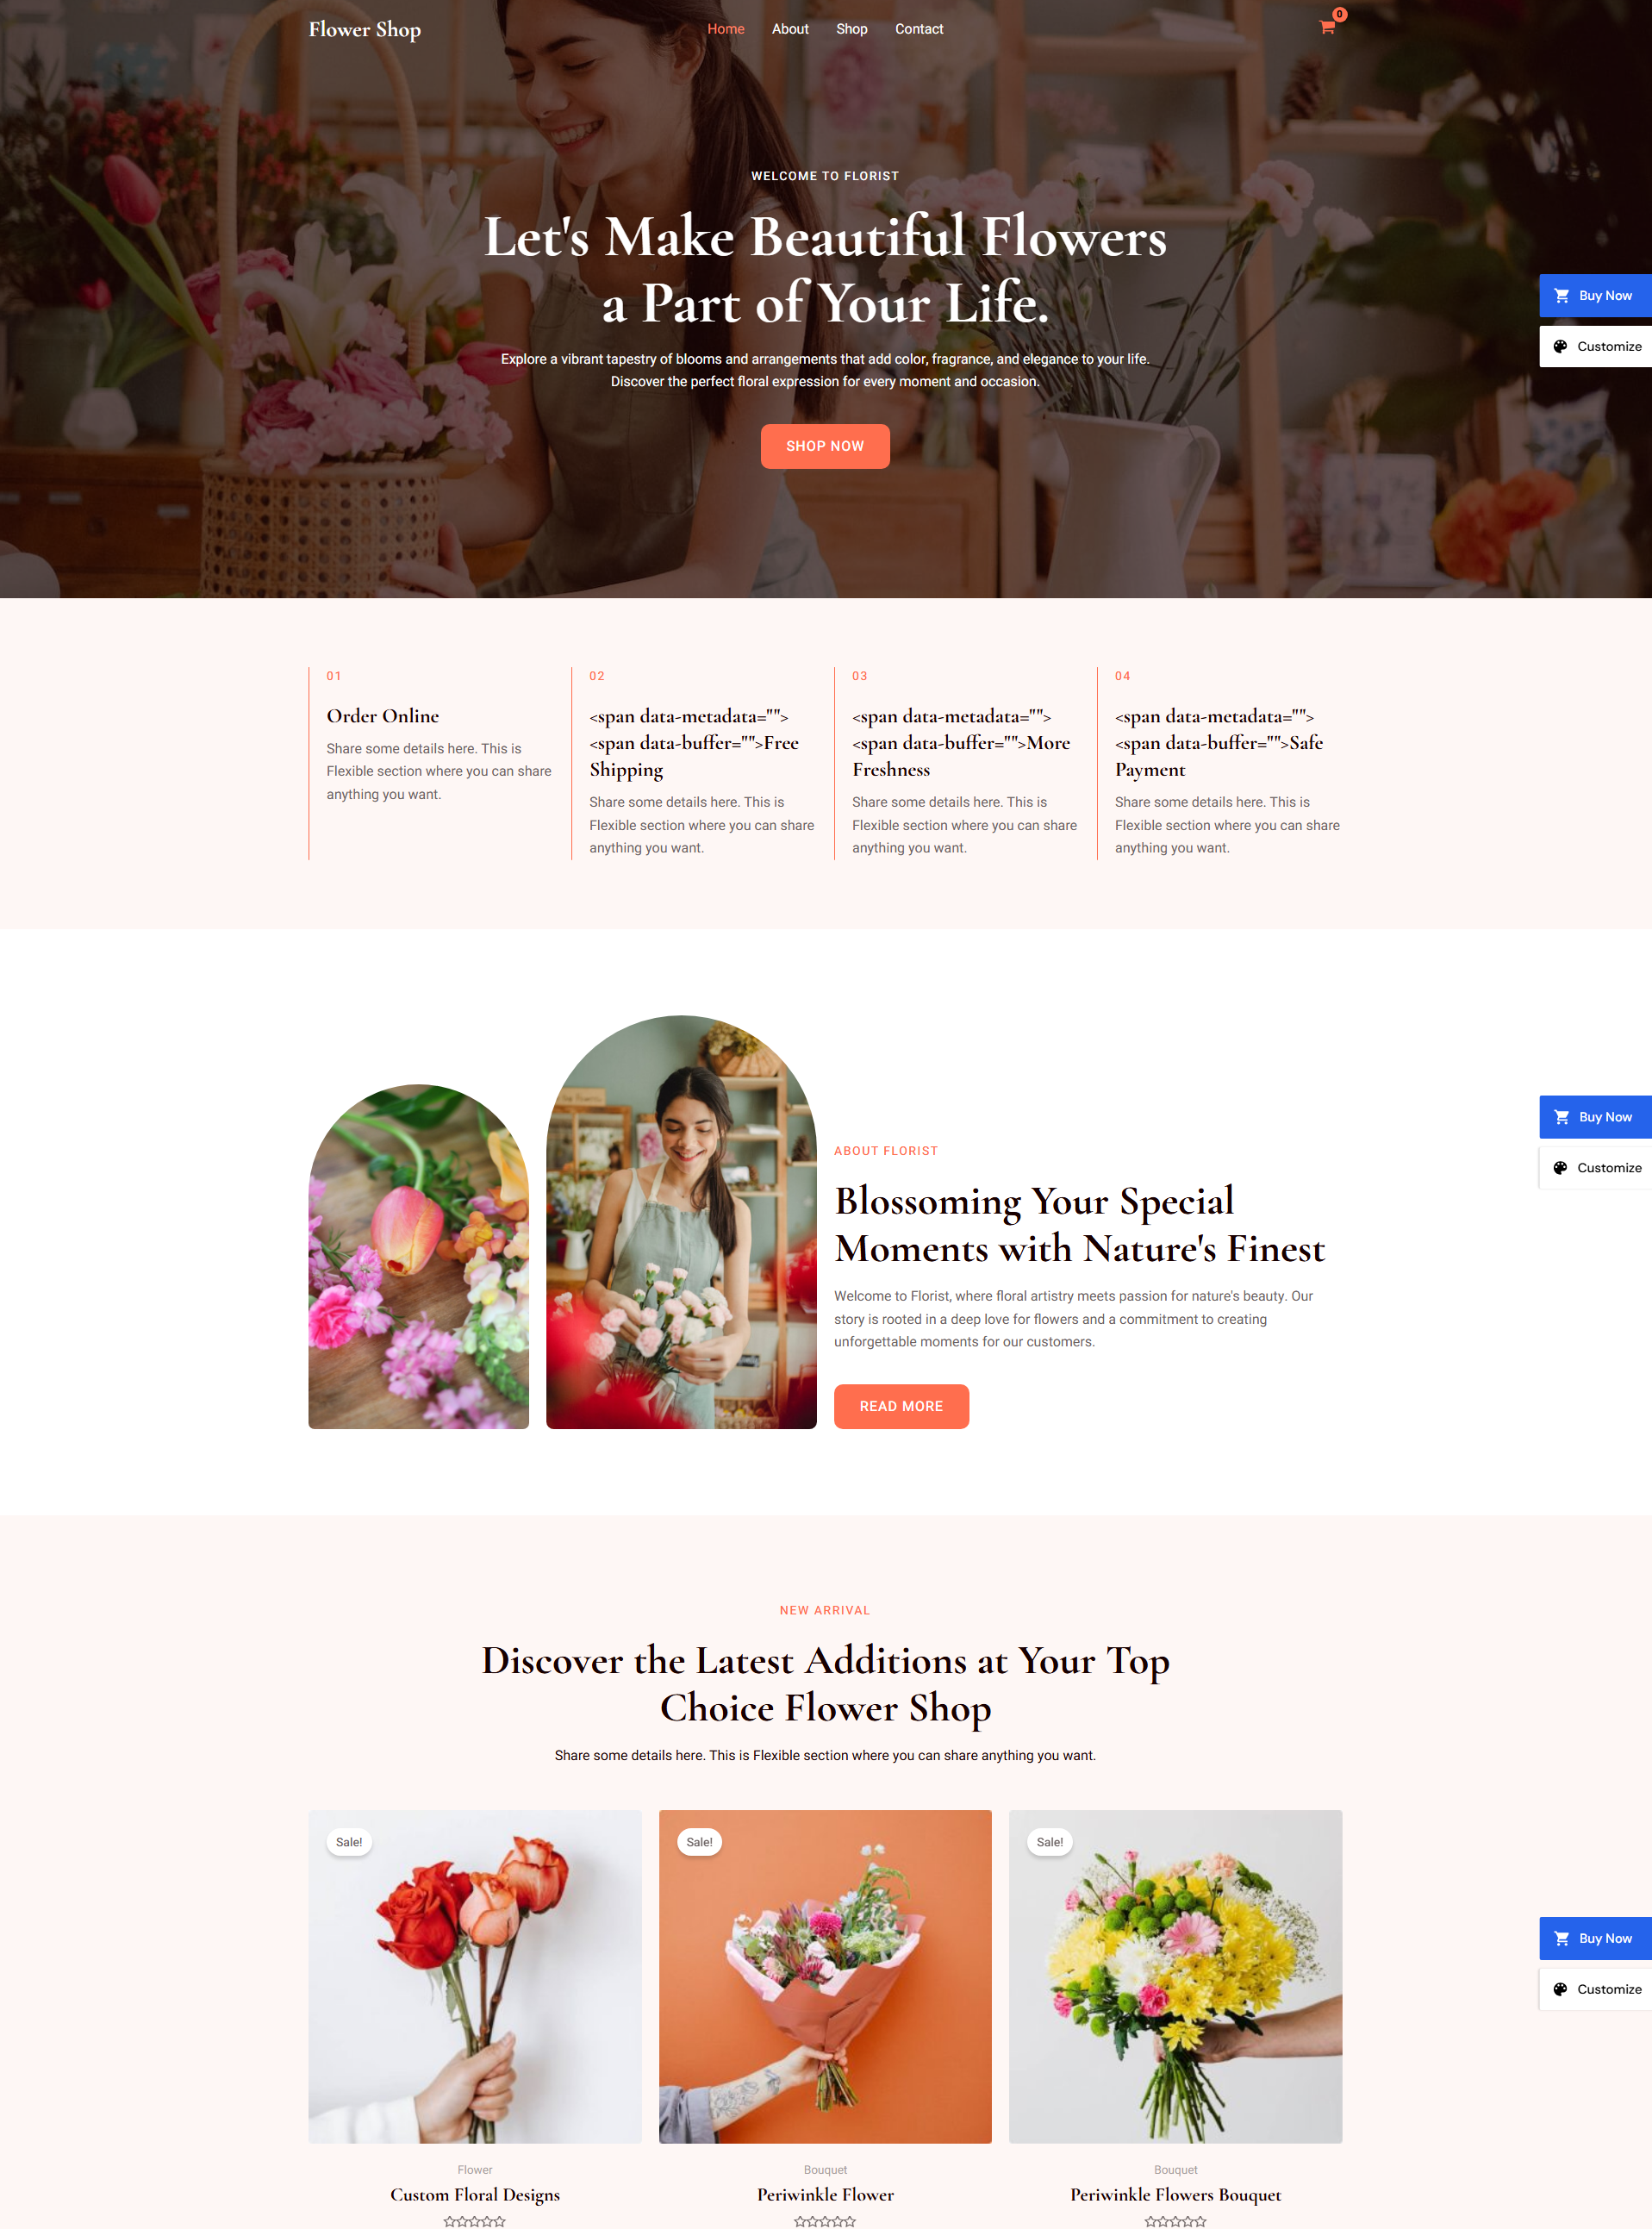 Flower Shop
Home
About
Shop
Contact
0
WELCOME TO FLORIST
Let's Make Beautiful Flowers
a Part of Your Life.
Explore a vibrant tapestry of blooms and arrangements that add color, fragrance, and elegance to your life.
Discover the perfect floral expression for every moment and occasion.
SHOP NOW
Buy Now
Customize
01
Order Online
Share some details here. This is
Flexible section where you can share
anything you want.
02
<span data-metadata="">
<span data-buffer="">Free
Shipping
Share some details here. This is
Flexible section where you can share
anything you want.
03
<span data-metadata="">
<span data-buffer="">More
Freshness
Share some details here. This is
Flexible section where you can share
anything you want.
04
<span data-metadata="">
<span data-buffer="">Safe
Payment
Share some details here. This is
Flexible section where you can share
anything you want.
Buy Now
Customize
ABOUT FLORIST
Blossoming Your Special
Moments with Nature's Finest
Welcome to Florist, where floral artistry meets passion for nature's beauty. Our
story is rooted in a deep love for flowers and a commitment to creating
unforgettable moments for our customers.
READ MORE
NEW ARRIVAL
Discover the Latest Additions at Your Top
Choice Flower Shop
Share some details here. This is Flexible section where you can share anything you want.
Buy Now
Customize
Sale!
Flower
Custom Floral Designs
Sale!
Bouquet
Periwinkle Flower
Sale!
Bouquet
Periwinkle Flowers Bouquet